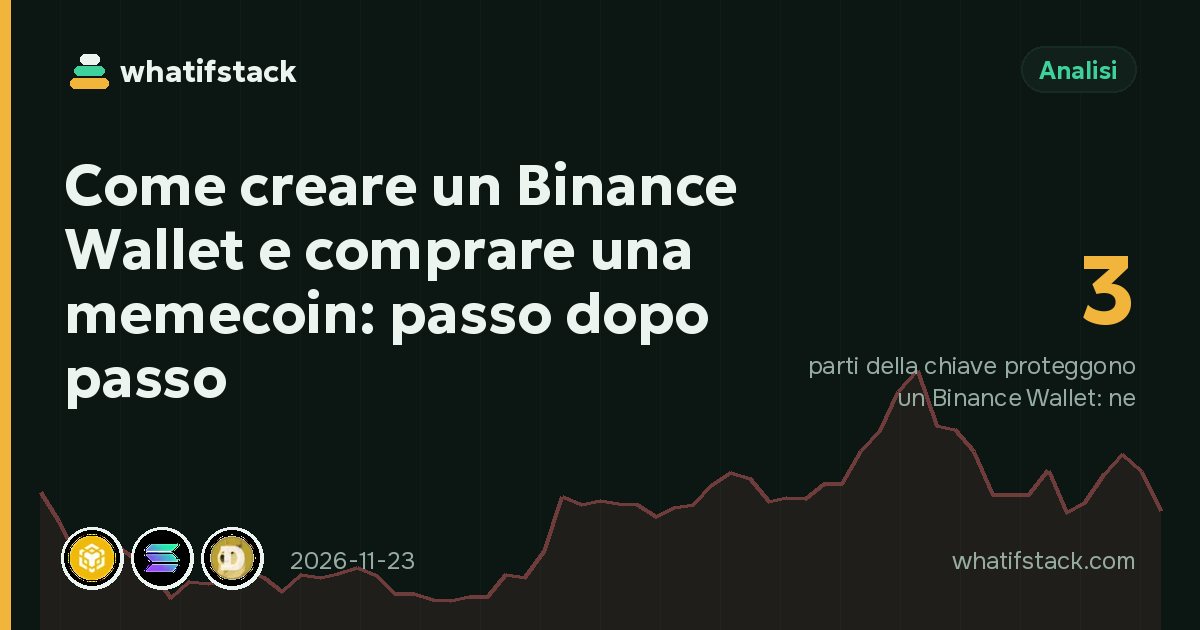 whatifstack
Analisi
Come creare un Binance
Wallet e comprare una
memecoin: passo dopo
passo
3
parti della chiave proteggono
un Binance Wallet: ne
2026-11-23
whatifstack.com